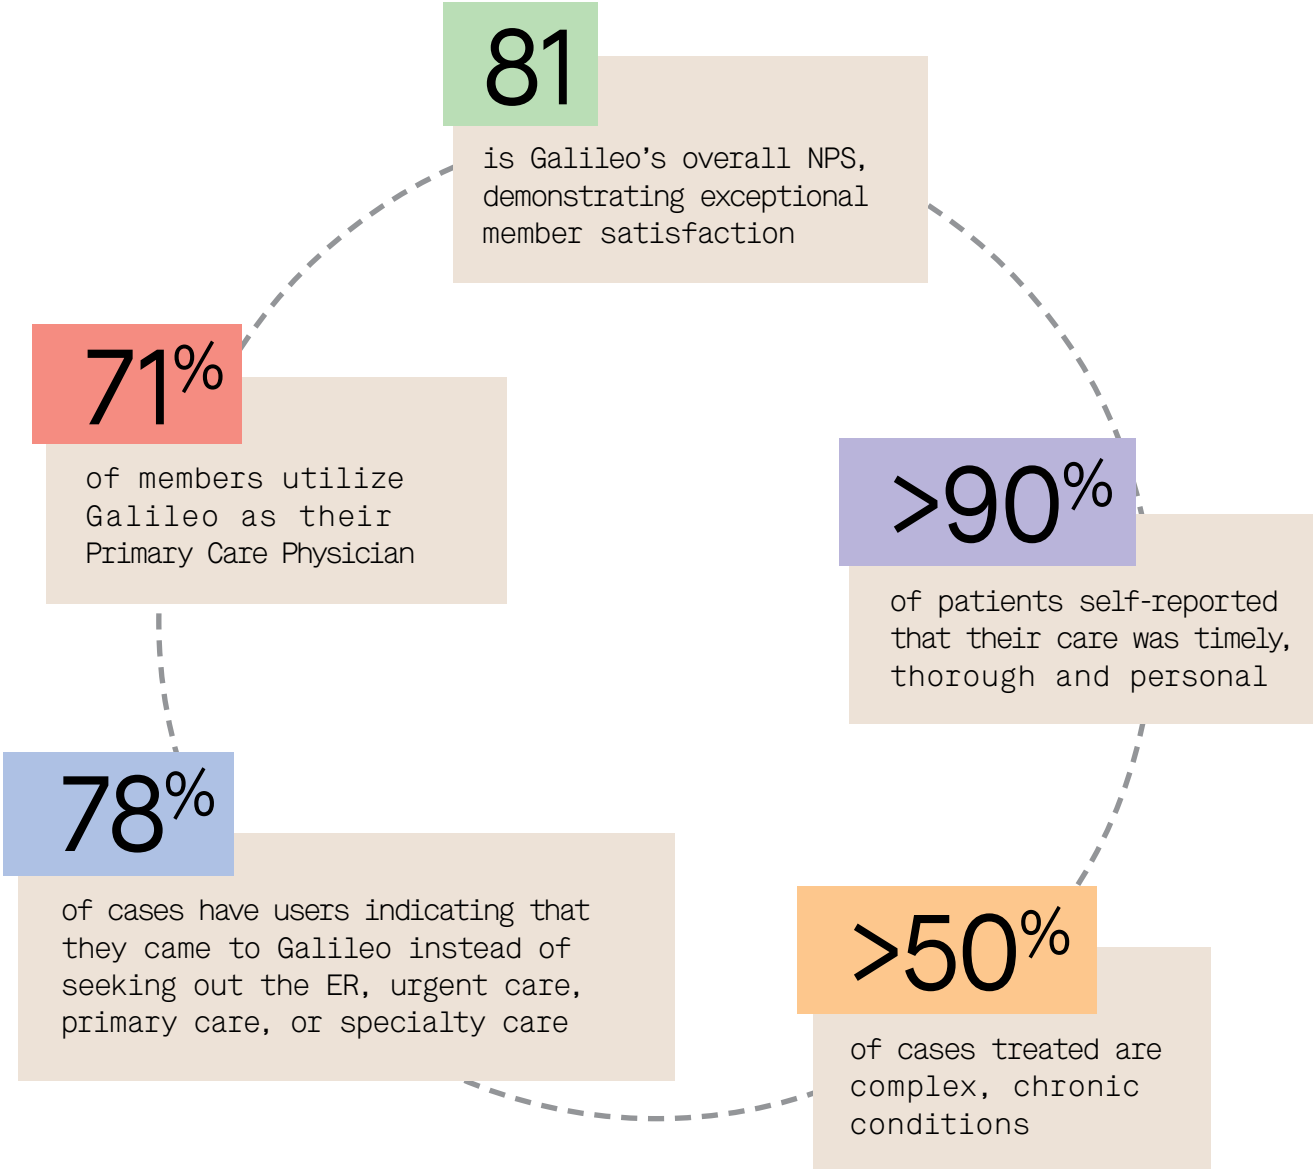 81
is Galileo’s overall NPS,
demonstrating exceptional
member satisfaction
71%
of members utilize
Galileo as their
Primary Care Physician
>90%
of patients self-reported
that their care was timely,
thorough and personal
78%
of cases have users indicating that
they came to Galileo instead of
seeking out the ER, urgent care,
primary care, or specialty care
>50%
of cases treated are
complex, chronic
conditions